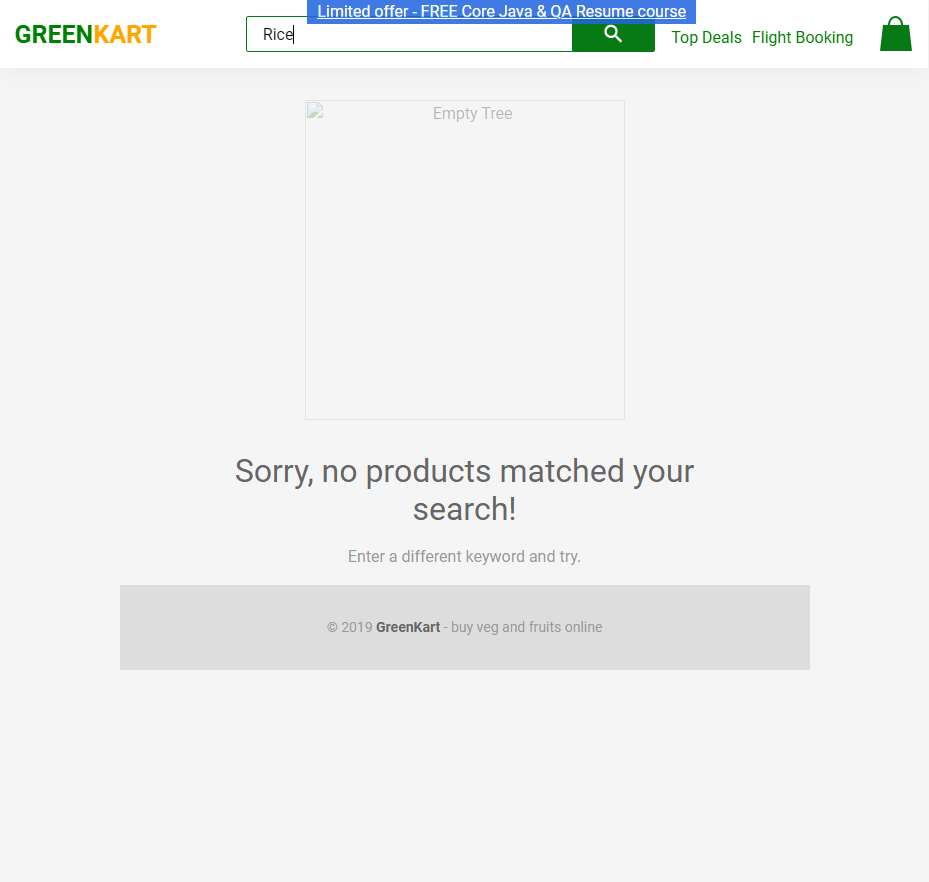 Limited offer - FREE Core Java & QA Resume course
GREENKART
Rice
Top Deals Flight Booking
Empty Tree
Sorry, no products matched your
search!
Enter a different keyword and try.
© 2019 GreenKart - buy veg and fruits online